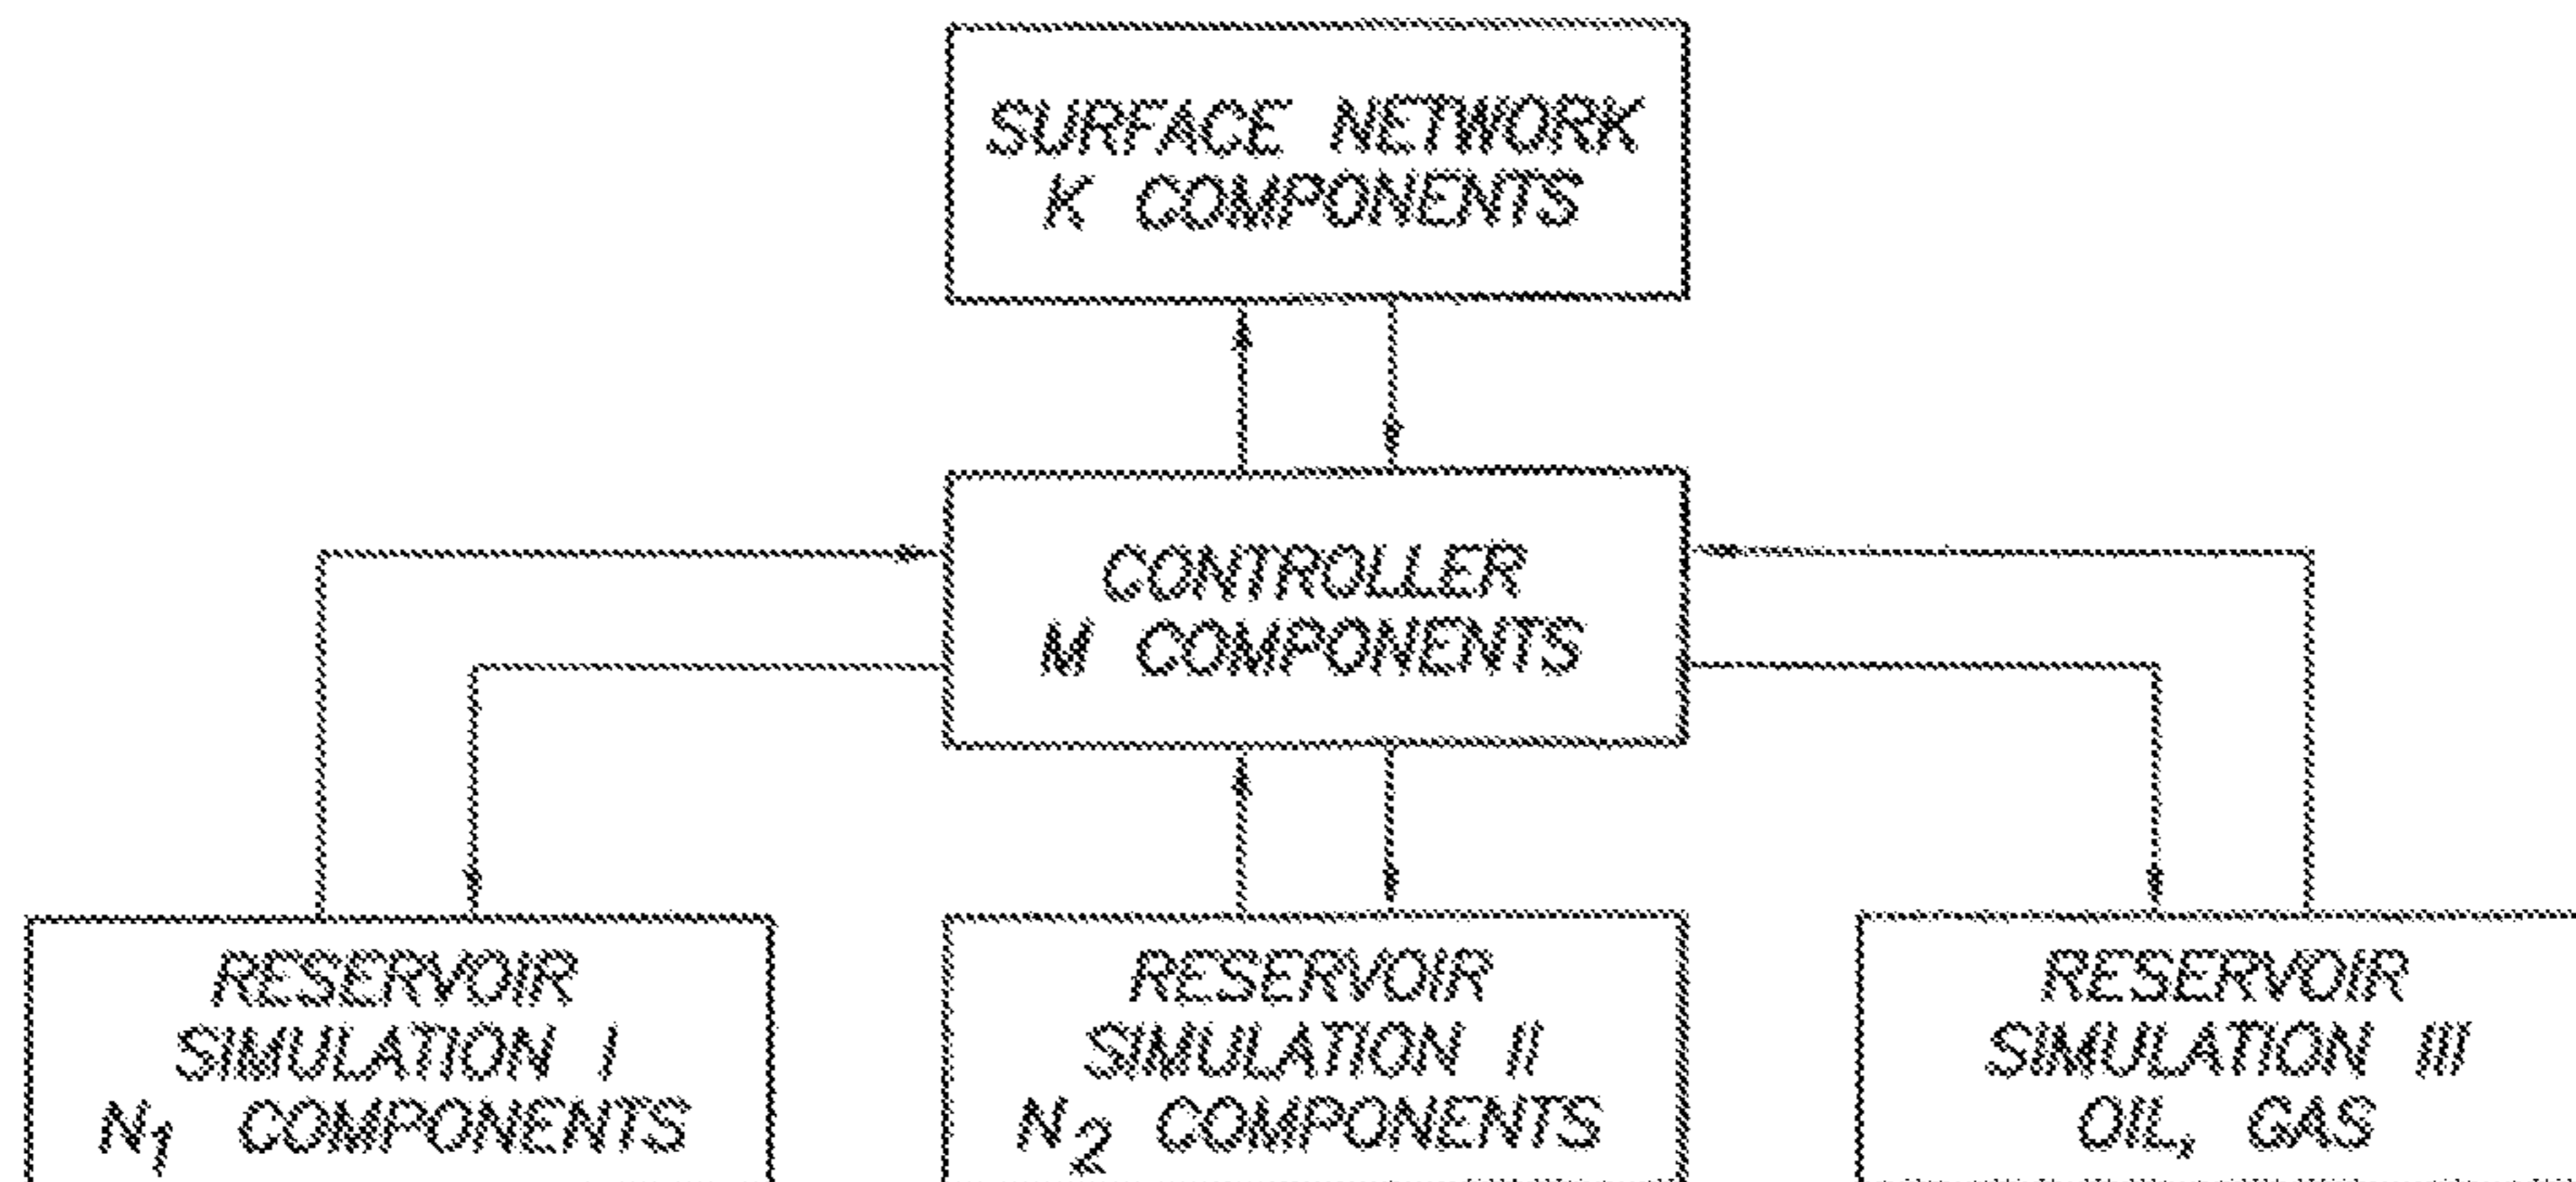 SURFACE NETWORK
K COMPONENTS
CONTROLLER
M COMPONENTS
RESERVOIR
SIMULATION I
N₁ COMPONENTS
RESERVOIR
SIMULATION II
N₂ COMPONENTS
RESERVOIR
SIMULATION III
OIL, GAS